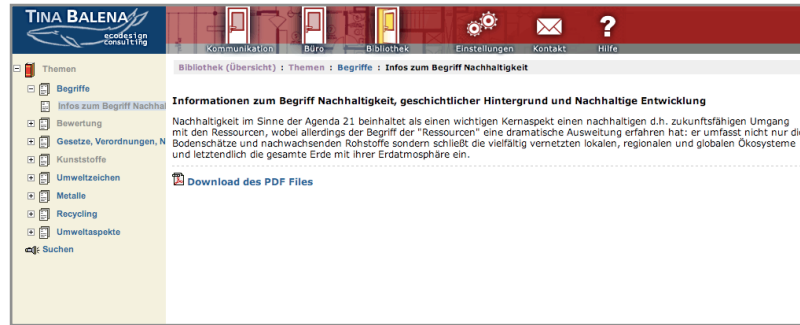 TINA BALENA
ecodesign
consulting
Kommunikation Büro Bibliothek Einstellungen Kontakt Hilfe
?
Themen
Begriffe
Infos zum Begriff Nachhal
Bewertung
Gesetze, Verordnungen, N
Kunststoffe
Umweltzeichen
Metalle
Recycling
Umweltaspekte
Suchen
Bibliothek (Übersicht) : Themen : Begriffe : Infos zum Begriff Nachhaltigkeit
Informationen zum Begriff Nachhaltigkeit, geschichtlicher Hintergrund und Nachhaltige Entwicklung
Nachhaltigkeit im Sinne der Agenda 21 beinhaltet als einen wichtigen Kernaspekt einen nachhaltigen d.h. zukunftsfähigen Umgang
mit den Ressourcen, wobei allerdings der Begriff der "Ressourcen" eine dramatische Ausweitung erfahren hat: er umfasst nicht nur die
Bodenschätze und nachwachsenden Rohstoffe sondern schließt die vielfältig vernetzten lokalen, regionalen und globalen Ökosysteme
und letztendlich die gesamte Erde mit ihrer Erdatmosphäre ein.
Download des PDF Files